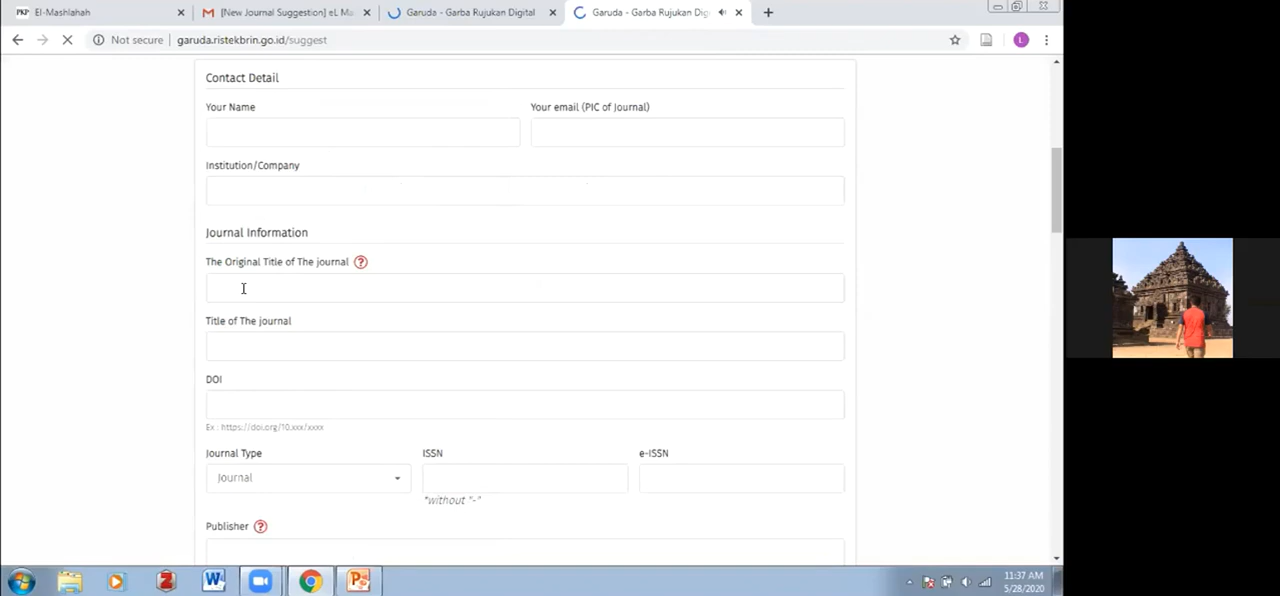 El-Mashlahah
[New Journal Suggestion] eL Ma
Garuda - Garba Rujukan Digital
Garuda - Garba Rujukan Dig
Not secure | garuda.ristekbrin.go.id/suggest
L
Contact Detail
Your Name
Your email (PIC of Journal)
Institution/Company
Journal Information
The Original Title of The journal ?
Title of The journal
DOI
Ex : https://doi.org/10.xxx/xxxx
Journal Type
ISSN
e-ISSN
Journal
*without "-"
Publisher ?
11:37 AM
5/28/2020